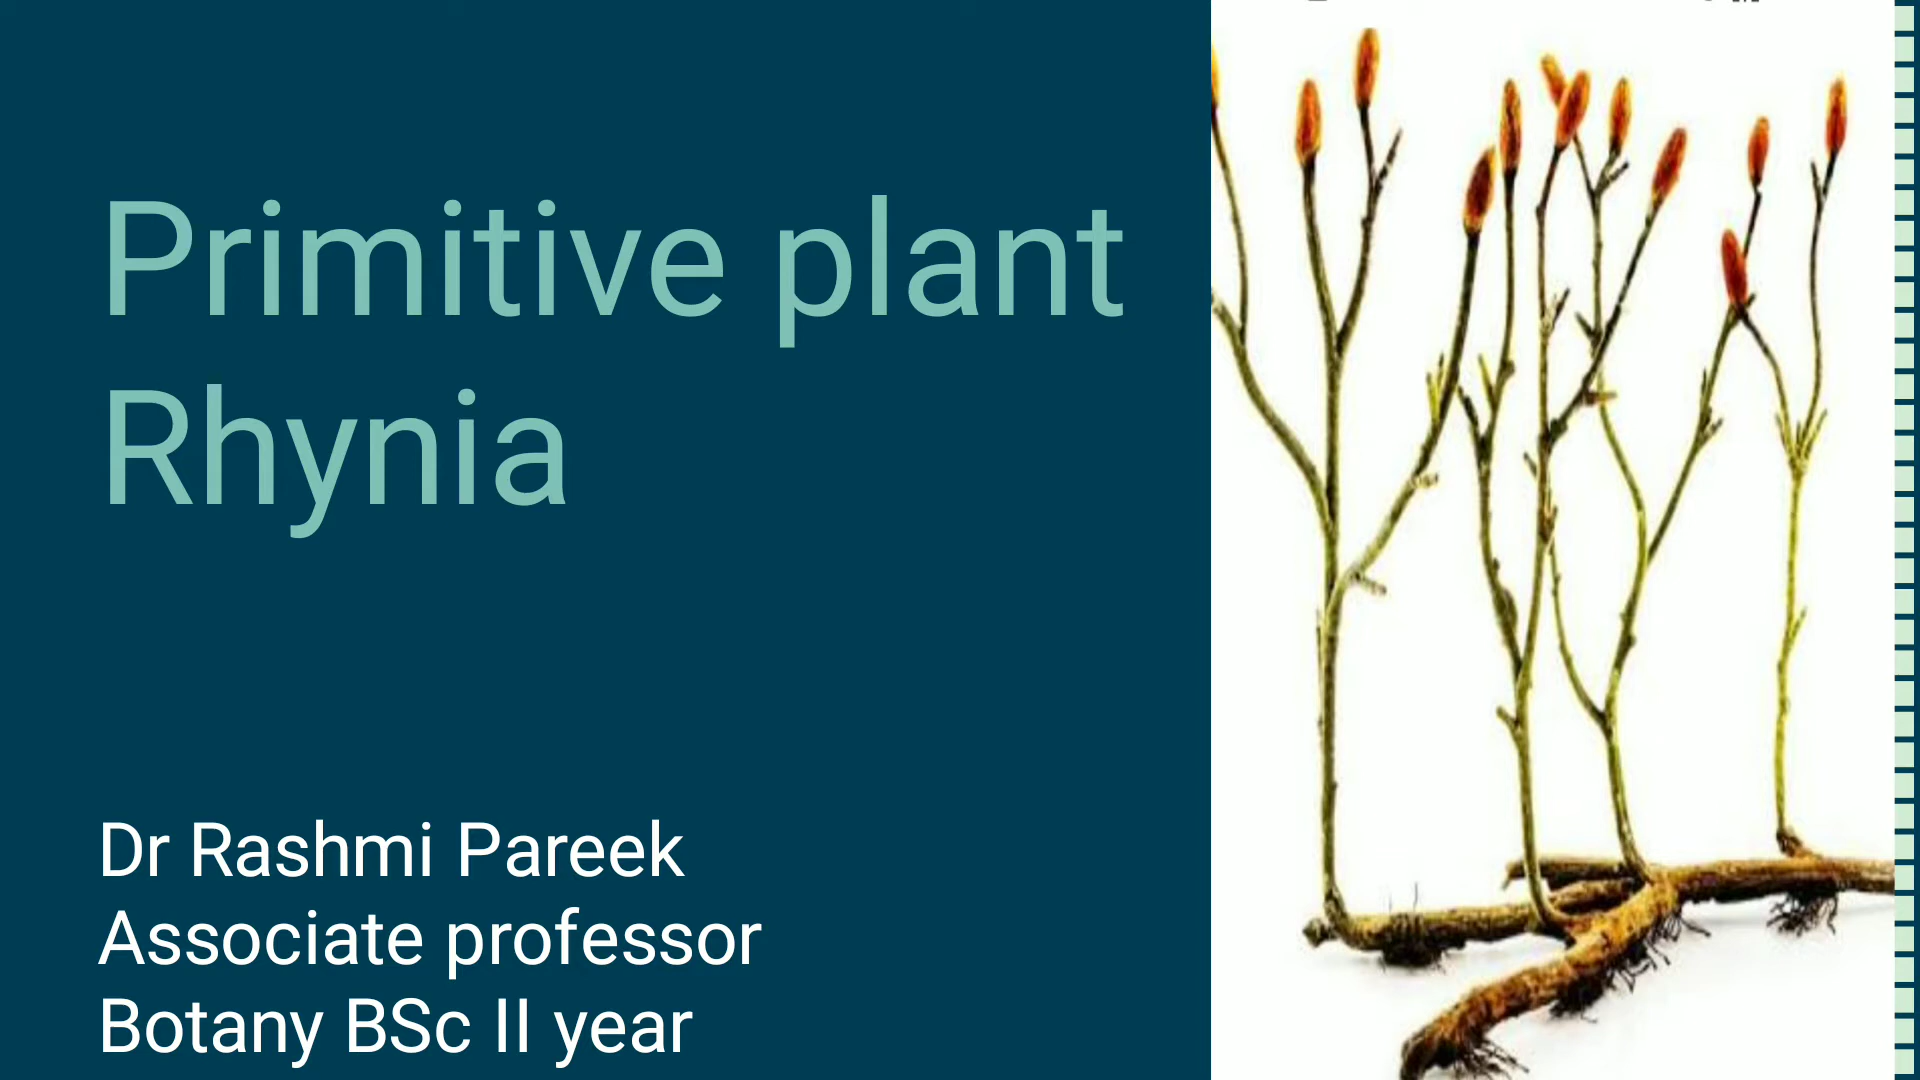 Primitive plant
Rhynia
Dr Rashmi Pareek
Associate professor
Botany BSc II year